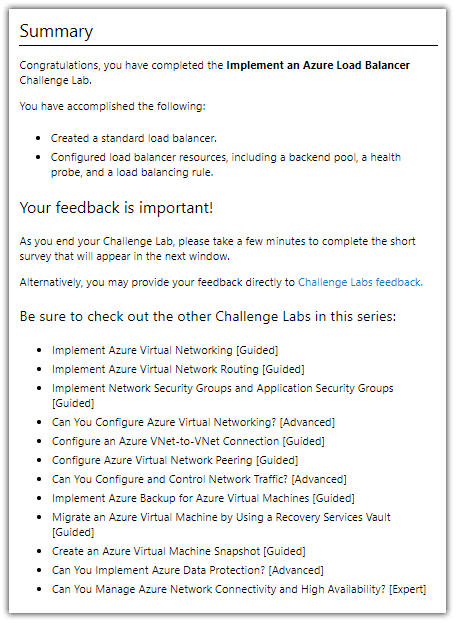 Summary
Congratulations, you have completed the Implement an Azure Load Balancer
Challenge Lab.
You have accomplished the following:
• Created a standard load balancer.
• Configured load balancer resources, including a backend pool, a health
probe, and a load balancing rule.
Your feedback is important!
As you end your Challenge Lab, please take a few minutes to complete the short
survey that will appear in the next window.
Alternatively, you may provide your feedback directly to Challenge Labs feedback.
Be sure to check out the other Challenge Labs in this series:
• Implement Azure Virtual Networking [Guided]
• Implement Azure Virtual Network Routing [Guided]
• Implement Network Security Groups and Application Security Groups
[Guided]
• Can You Configure Azure Virtual Networking? [Advanced]
• Configure an Azure VNet-to-VNet Connection [Guided]
• Configure Azure Virtual Network Peering [Guided]
• Can You Configure and Control Network Traffic? [Advanced]
• Implement Azure Backup for Azure Virtual Machines [Guided]
• Migrate an Azure Virtual Machine by Using a Recovery Services Vault
[Guided]
• Create an Azure Virtual Machine Snapshot [Guided]
• Can You Implement Azure Data Protection? [Advanced]
• Can You Manage Azure Network Connectivity and High Availability? [Expert]